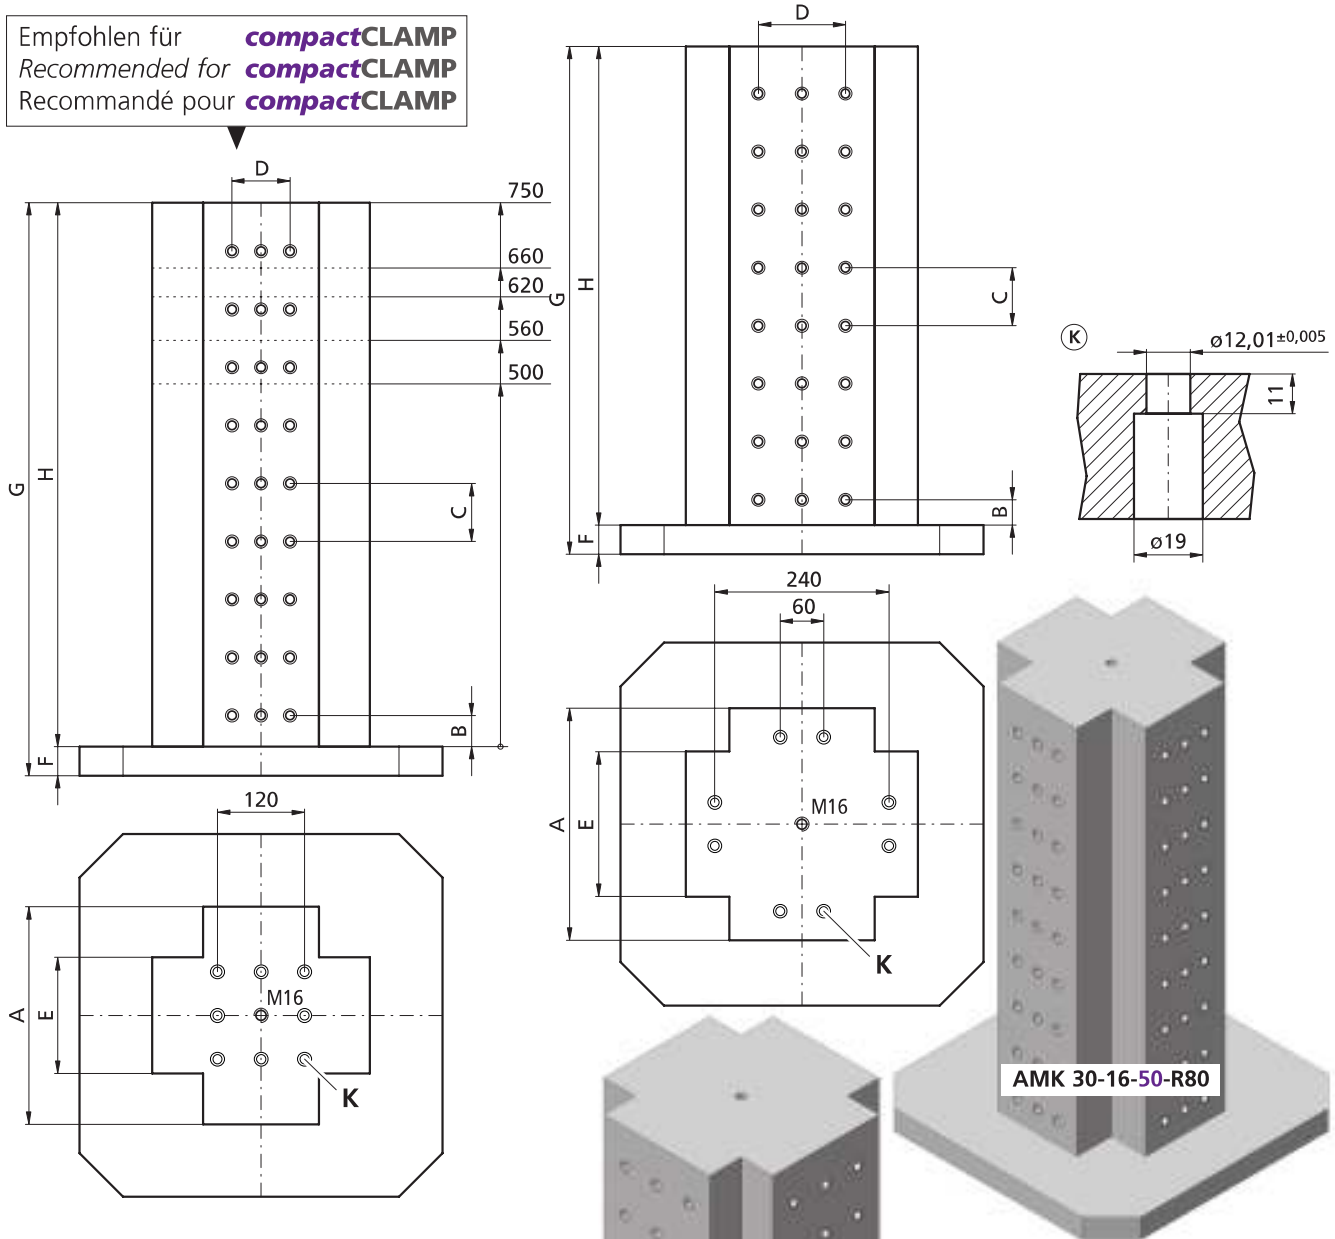 Empfohlen für compactCLAMP
Recommended for compactCLAMP
Recommandé pour compactCLAMP
D
750
660
620
560
500
G
H
C
B
F
120
M16
A
E
K
D
G
H
C
B
F
240
60
M16
A
E
K
K
ø12,01±0,005
11
ø19
AMK 30-16-50-R80